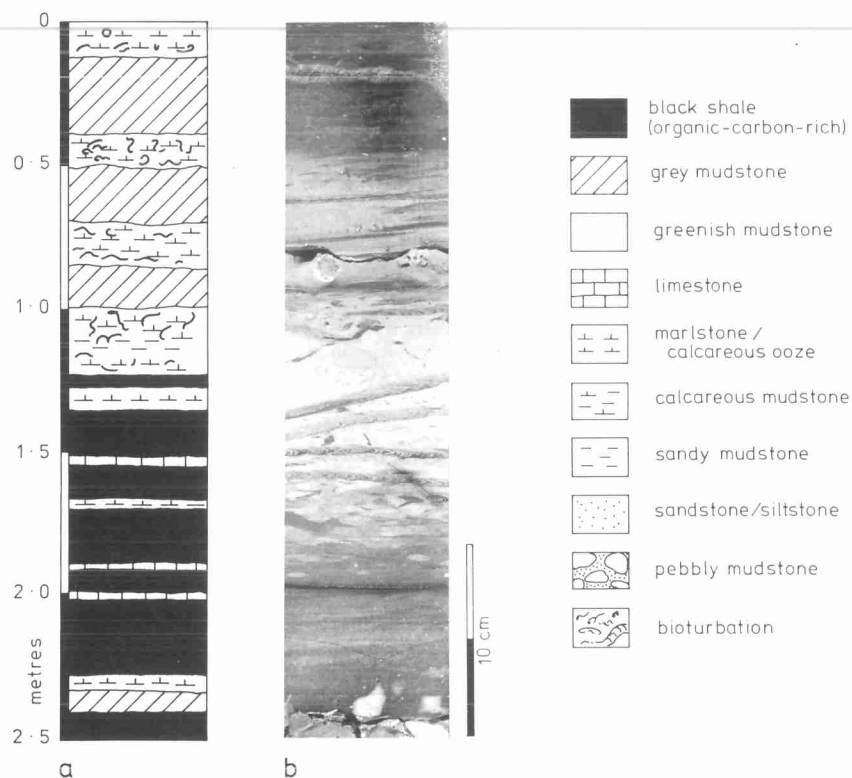 0
0·5
1·0
1·5
2·0
2·5
metres
a
b
10 cm
black shale
(organic-carbon-rich)
grey mudstone
greenish mudstone
limestone
marlstone/
calcareous ooze
calcareous mudstone
sandy mudstone
sandstone/siltstone
pebbly mudstone
bioturbation